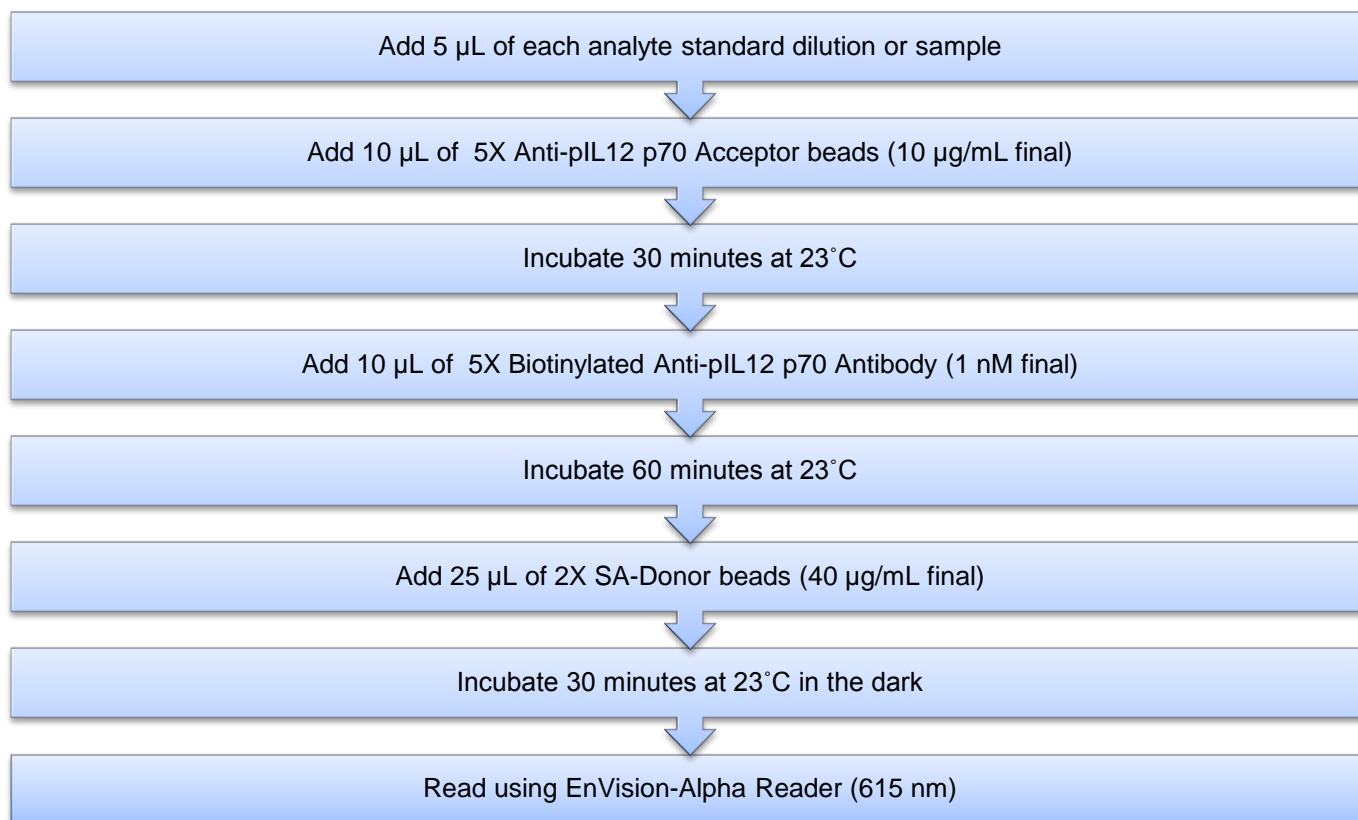 Add 5 µL of each analyte standard dilution or sample
Add 10 µL of 5X Anti-pIL12 p70 Acceptor beads (10 µg/mL final)
Incubate 30 minutes at 23˚C
Add 10 µL of 5X Biotinylated Anti-pIL12 p70 Antibody (1 nM final)
Incubate 60 minutes at 23˚C
Add 25 µL of 2X SA-Donor beads (40 µg/mL final)
Incubate 30 minutes at 23˚C in the dark
Read using EnVision-Alpha Reader (615 nm)